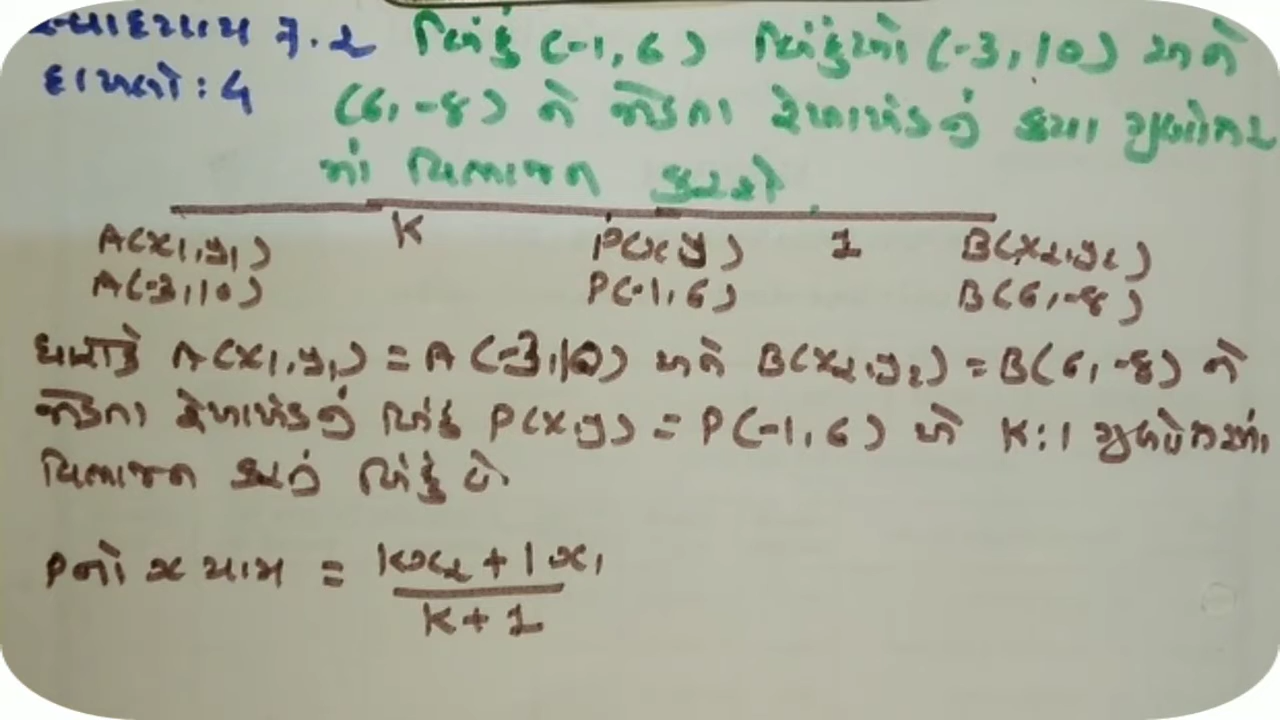 સ્વાધ્યાય 7.2 બિંદુ (-1, 6) બિંદુઓ (-3, 10) અને
દાખલો : 4 (6, -8) ને જોડતા રેખાખંડનું કયા ગુણોત્તર
માં વિભાજન કરશે.
K 1
A(x₁, y₁) P(x, y) B(x₂, y₂)
A(-3, 10) P(-1, 6) B(6, -8)
ધારોકે A(x₁, y₁) = A(-3, 10) અને B(x₂, y₂) = B(6, -8) ને
જોડતા રેખાખંડનું બિંદુ P(x, y) = P(-1, 6) એ K:1 ગુણોત્તરમાં
વિભાજન કરતું બિંદુ છે
P નો x યામ = kx₂ + 1x₁
K + 1